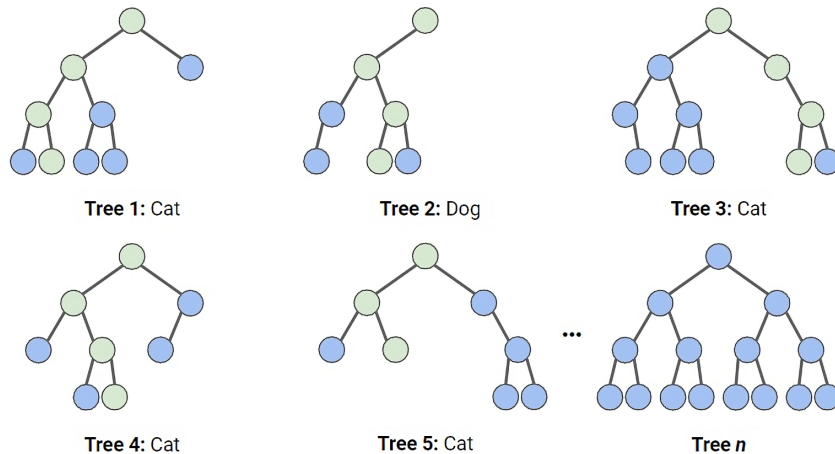 Tree 1: Cat
Tree 2: Dog
Tree 3: Cat
...
Tree 4: Cat
Tree 5: Cat
Tree n